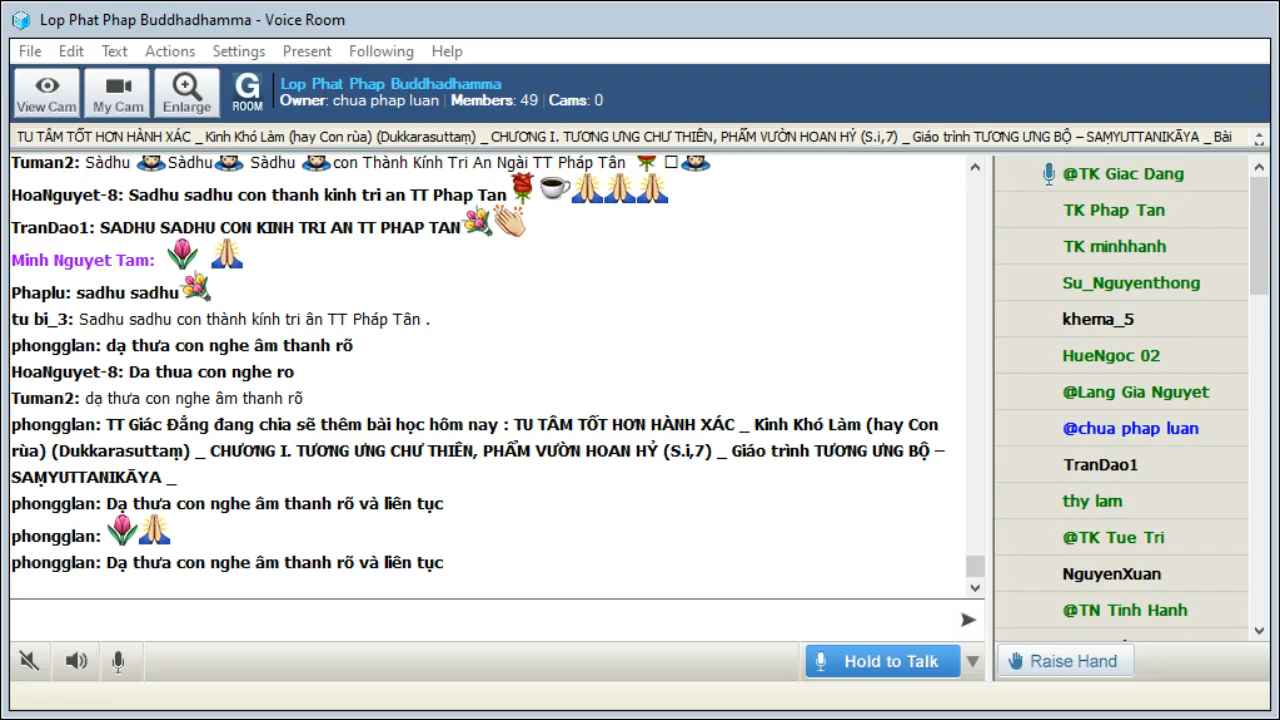 Lop Phat Phap Buddhadhamma - Voice Room
File Edit Text Actions Settings Present Following Help
View Cam My Cam Enlarge G ROOM
Lop Phat Phap Buddhadhamma
Owner: chua phap luan | Members: 49 | Cams: 0
TU TÂM TỐT HƠN HÀNH XÁC _ Kinh Khó Làm (hay Con rùa) (Dukkarasuttaṃ) _ CHƯƠNG I. TƯƠNG ƯNG CHƯ THIÊN, PHẨM VƯỜN HOAN HỶ (S.i,7) _ Giáo trình TƯƠNG ƯNG BỘ – SAṂYUTTANIKĀYA _ Bài
Tuman2: Sàdhu Sàdhu Sàdhu con Thành Kính Tri An Ngài TT Pháp Tân
HoaNguyet-8: Sadhu sadhu con thanh kinh tri an TT Phap Tan
TranDao1: SADHU SADHU CON KINH TRI AN TT PHAP TAN
Minh Nguyet Tam:
Phaplu: sadhu sadhu
tu bi_3: Sadhu sadhu con thành kính tri ân TT Pháp Tân .
phongglan: dạ thưa con nghe âm thanh rõ
HoaNguyet-8: Da thua con nghe ro
Tuman2: dạ thưa con nghe âm thanh rõ
phongglan: TT Giác Đẳng đang chia sẽ thêm bài học hôm nay : TU TÂM TỐT HƠN HÀNH XÁC _ Kinh Khó Làm (hay Con
rùa) (Dukkarasuttaṃ) _ CHƯƠNG I. TƯƠNG ƯNG CHƯ THIÊN, PHẨM VƯỜN HOAN HỶ (S.i,7) _ Giáo trình TƯƠNG ƯNG BỘ –
SAṂYUTTANIKĀYA _
phongglan: Dạ thưa con nghe âm thanh rõ và liên tục
phongglan:
phongglan: Dạ thưa con nghe âm thanh rõ và liên tục
@TK Giac Dang
TK Phap Tan
TK minhhanh
Su_Nguyenthong
khema_5
HueNgoc 02
@Lang Gia Nguyet
@chua phap luan
TranDao1
thy lam
@TK Tue Tri
NguyenXuan
@TN Tinh Hanh
Hold to Talk
Raise Hand